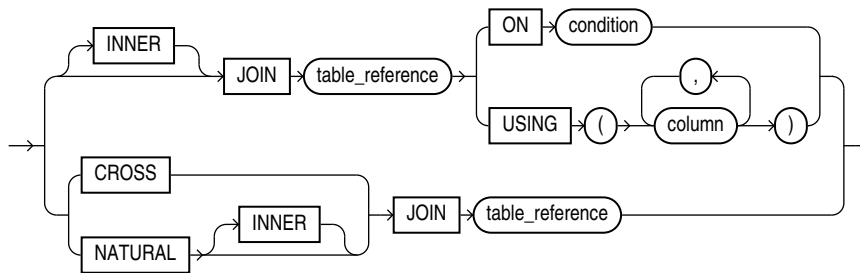 ON condition
INNER
JOIN table_reference
,
USING ( column )
CROSS
JOIN table_reference
NATURAL INNER